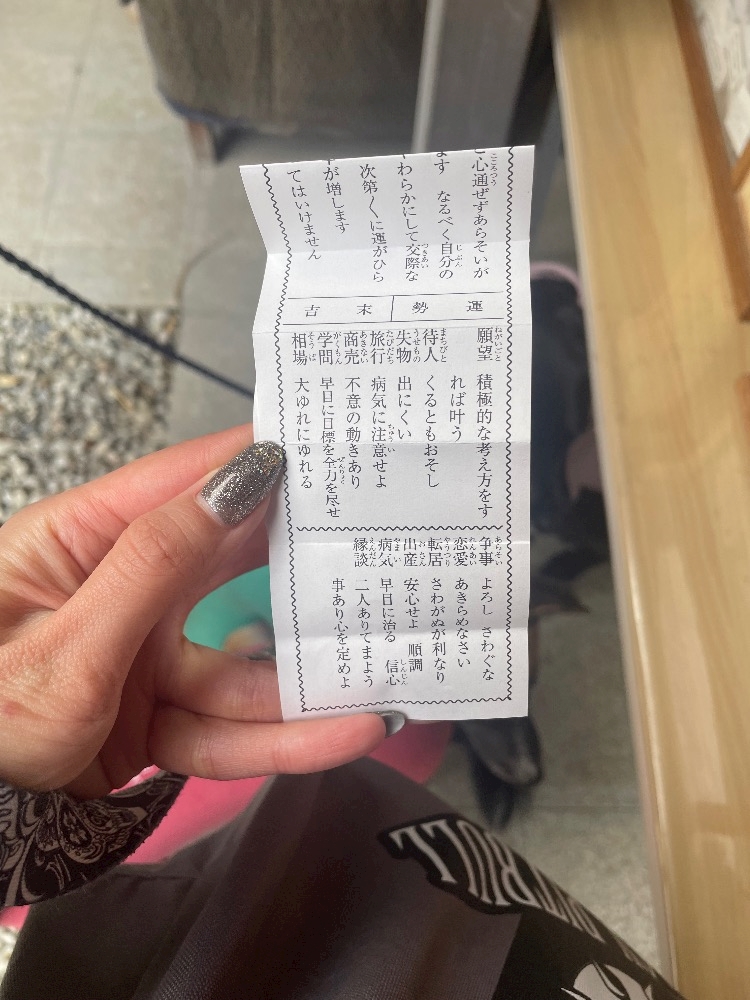 心通ぜずあらそいが
ます　なるべく自分の
わらかにして交際な
次第〱に運がひら
が増します
てはいけません
運勢　末吉
願望　積極的な考え方をす
れば叶う
待人　くるともおそし
失物　出にくい
旅行　病気に注意せよ
商売　不意の動きあり
学問　早目に目標を全力を尽せ
相場　大ゆれにゆれる
争事　よろし　さわぐな
恋愛　あきらめなさい
転居　さわがぬが利なり
出産　安心せよ　順調
病気　早目に治る　信心
縁談　二人ありてまよう
事あり心を定めよ